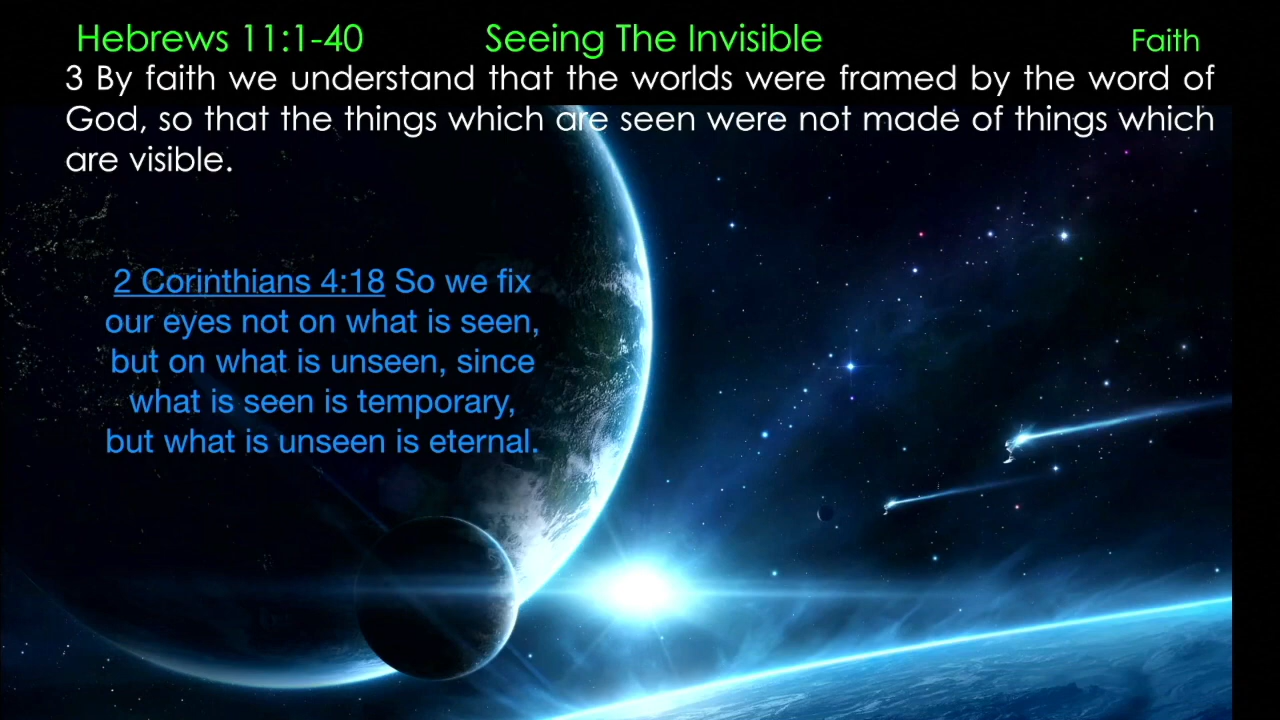 Hebrews 11:1-40 Seeing The Invisible Faith
3 By faith we understand that the worlds were framed by the word of
God, so that the things which are seen were not made of things which
are visible.
2 Corinthians 4:18 So we fix
our eyes not on what is seen,
but on what is unseen, since
what is seen is temporary,
but what is unseen is eternal.